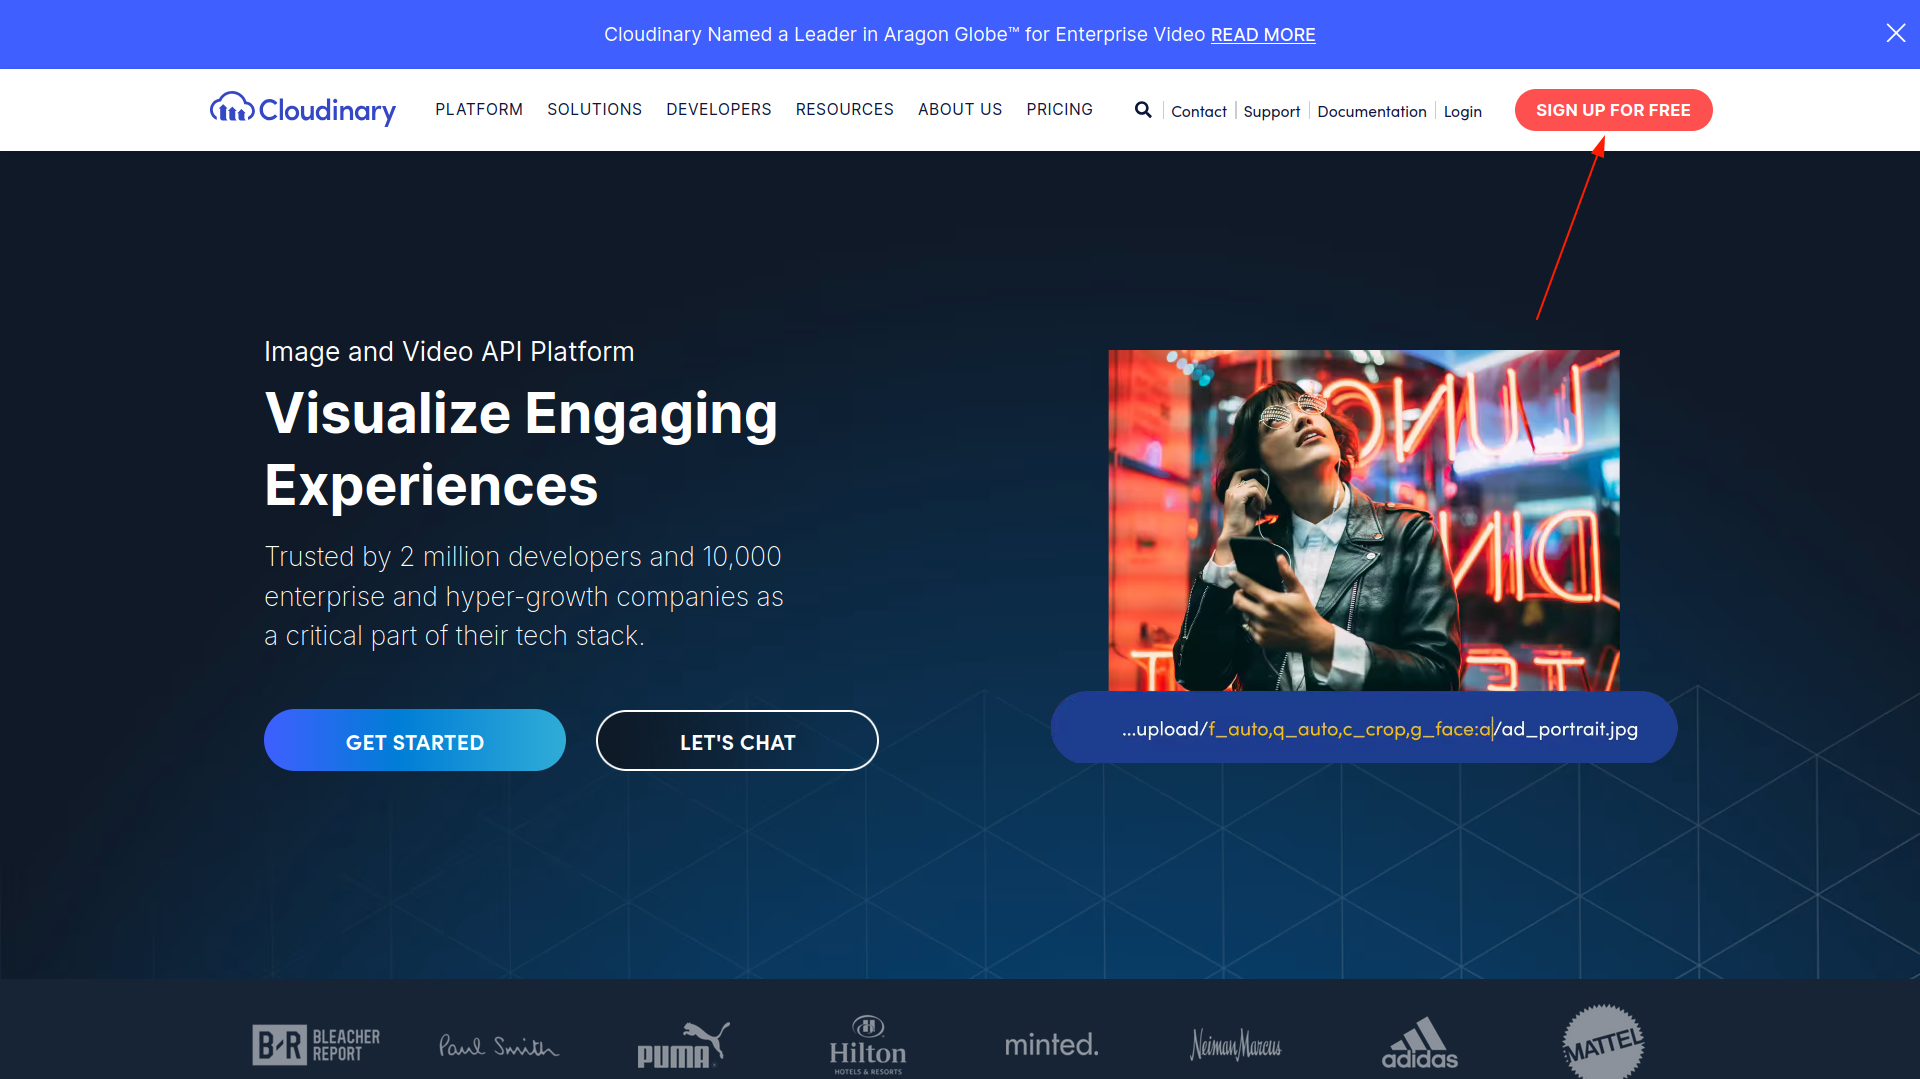 Cloudinary Named a Leader in Aragon Globe™ for Enterprise Video READ MORE
Cloudinary
PLATFORM SOLUTIONS DEVELOPERS RESOURCES ABOUT US PRICING
Contact Support Documentation Login
SIGN UP FOR FREE
Image and Video API Platform
Visualize Engaging
Experiences
Trusted by 2 million developers and 10,000
enterprise and hyper-growth companies as
a critical part of their tech stack.
GET STARTED
LET'S CHAT
...upload/f_auto,q_auto,c_crop,g_face:a/ad_portrait.jpg
B/R BLEACHER
REPORT
Paul Smith
PUMA
Hilton
HOTELS & RESORTS
minted.
Neiman Marcus
adidas
MATTEL